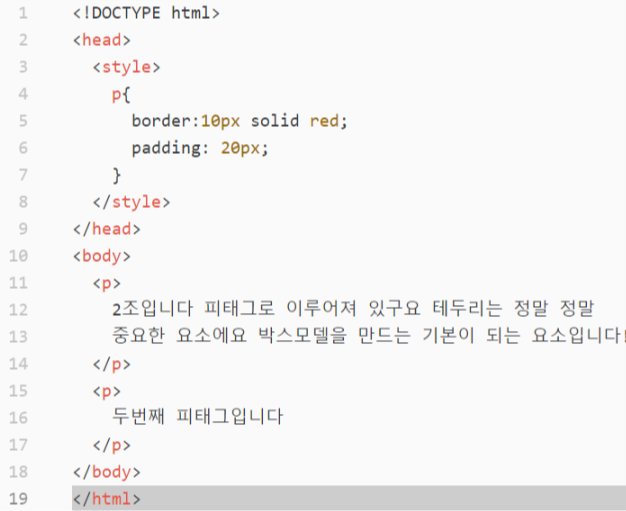 1 <!DOCTYPE html>
2 <head>
3 <style>
4 p{
5 border:10px solid red;
6 padding: 20px;
7 }
8 </style>
9 </head>
10 <body>
11 <p>
12 2조입니다 피태그로 이루어져 있구요 테두리는 정말 정말
13 중요한 요소에요 박스모델을 만드는 기본이 되는 요소입니다!
14 </p>
15 <p>
16 두번째 피태그입니다
17 </p>
18 </body>
19 </html>